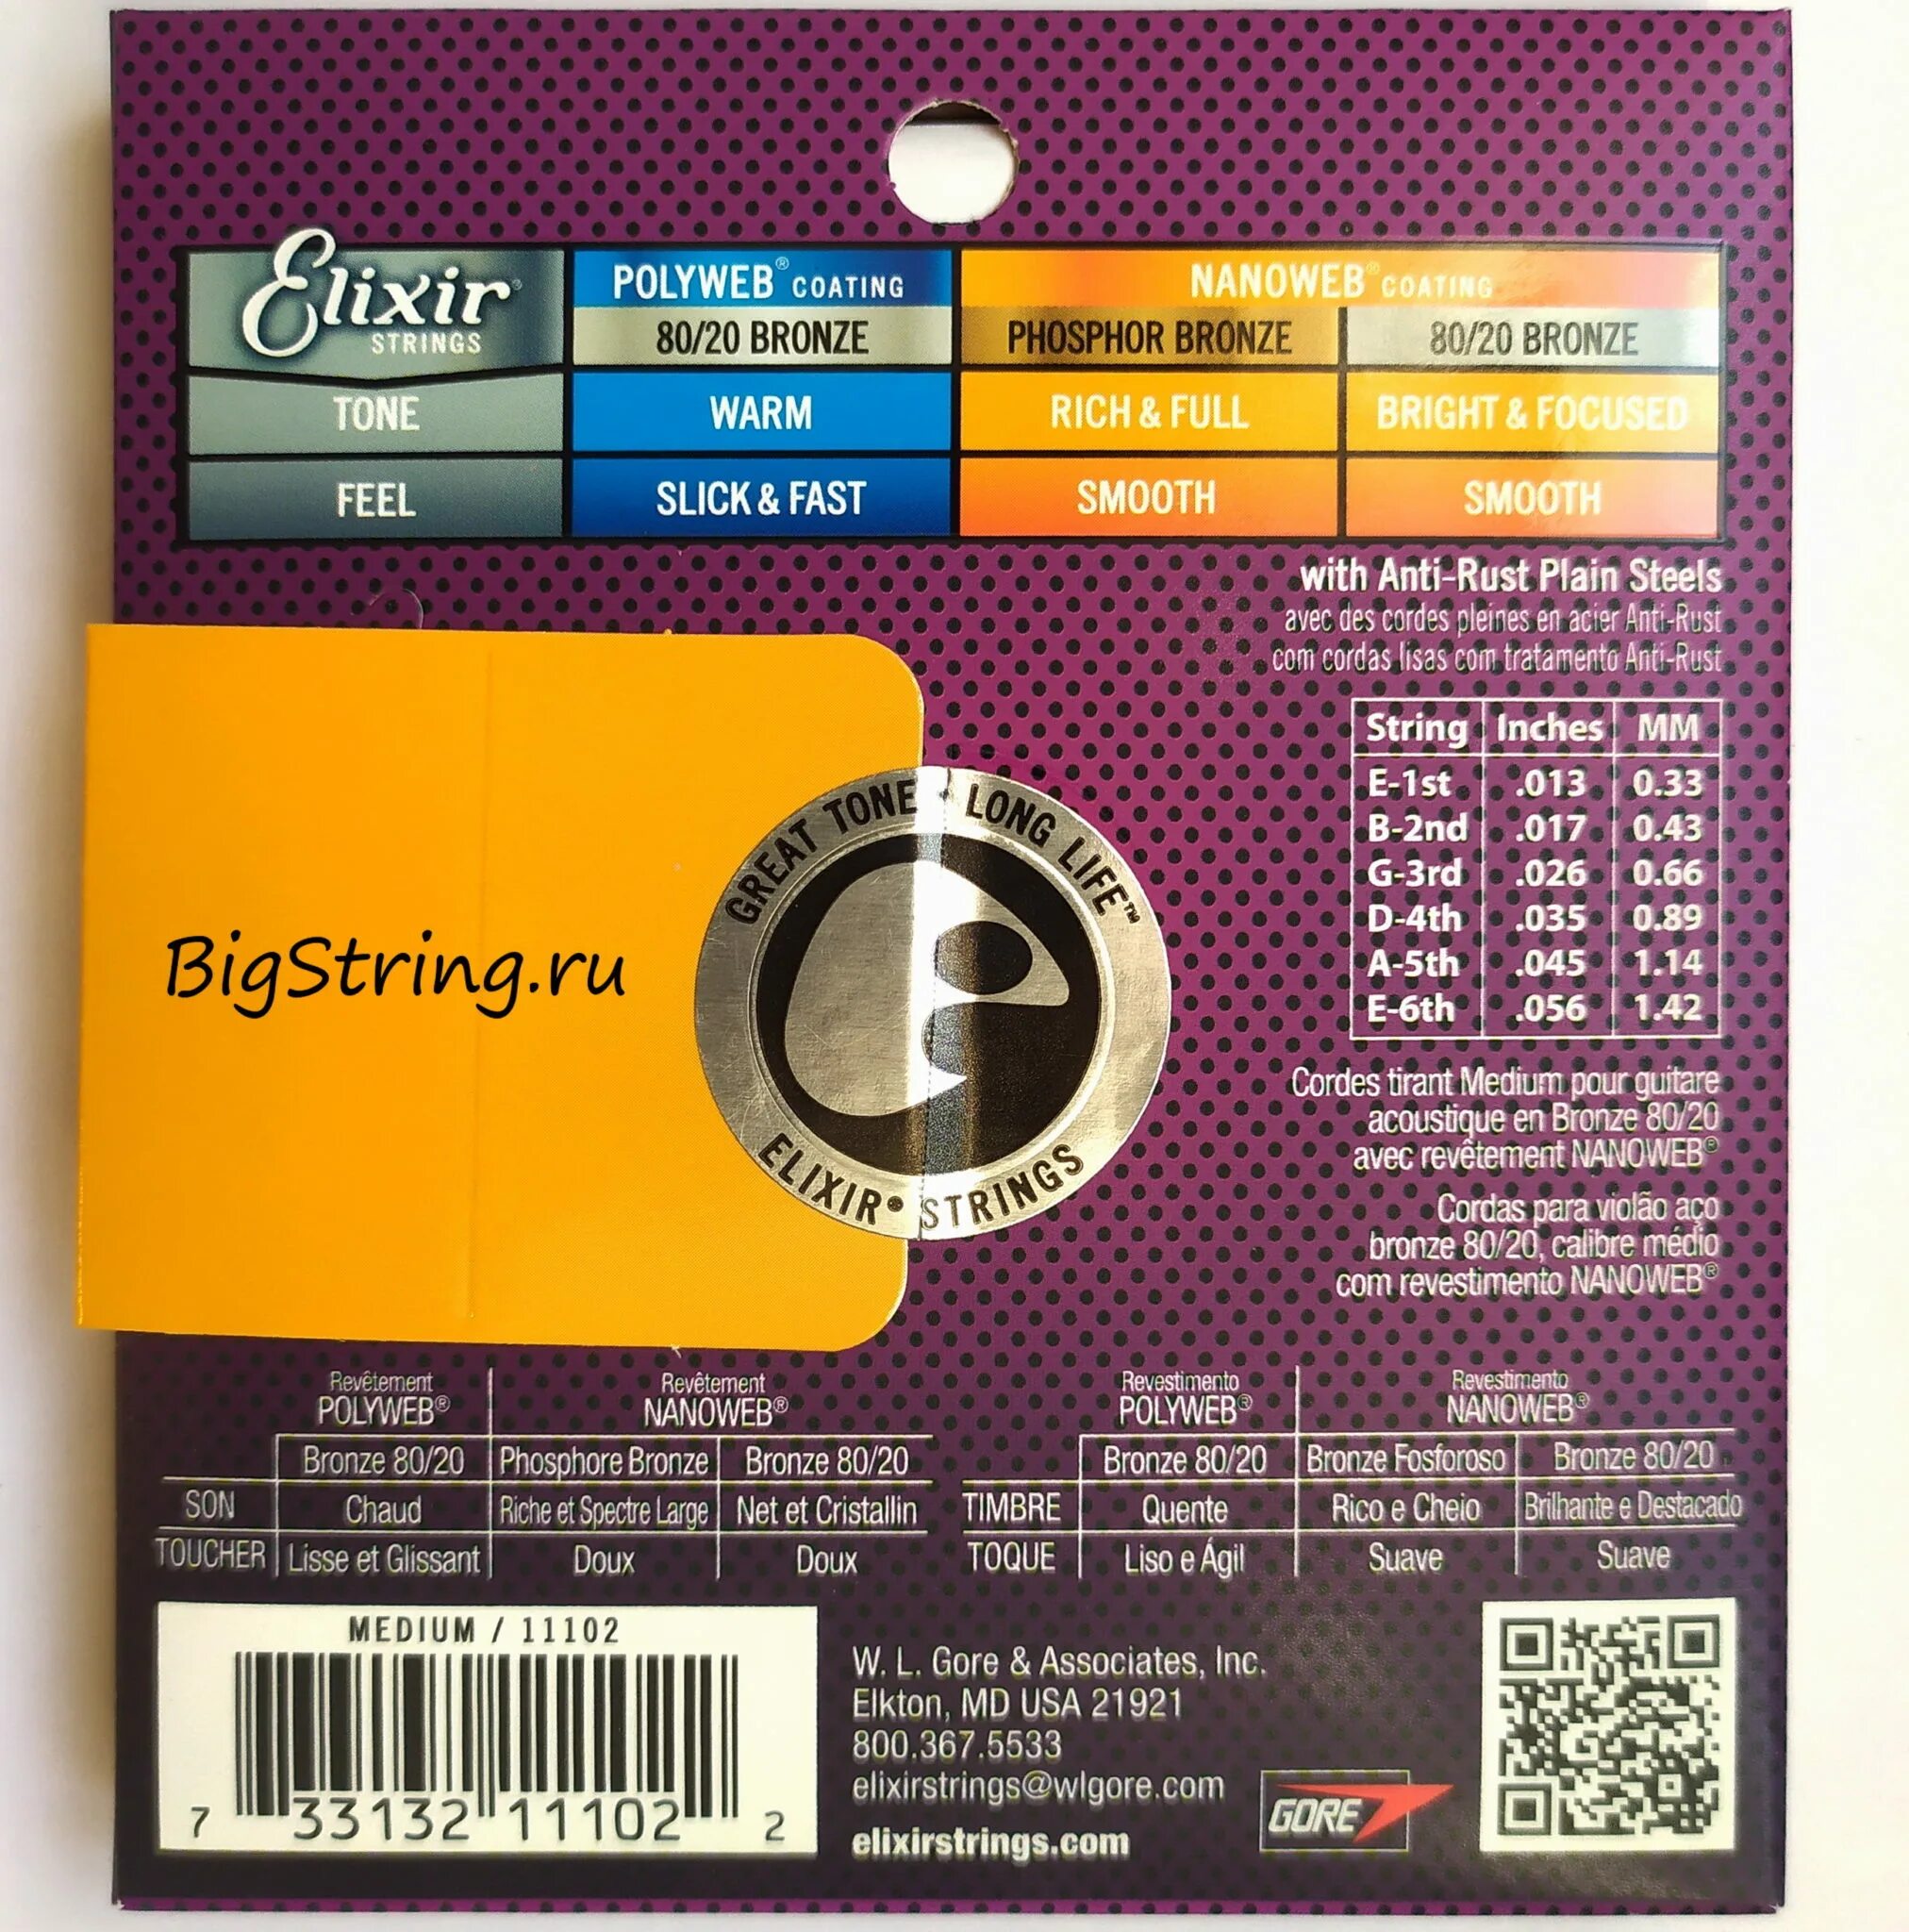 Elixir®
STRINGS
POLYWEB® COATING
NANOWEB® COATING
80/20 BRONZE
PHOSPHOR BRONZE
80/20 BRONZE
TONE
WARM
RICH & FULL
BRIGHT & FOCUSED
FEEL
SLICK & FAST
SMOOTH
SMOOTH
with Anti-Rust Plain Steels
avec des cordes pleines en acier Anti-Rust
com cordas lisas com tratamento Anti-Rust
String Inches MM
E-1st .013 0.33
B-2nd .017 0.43
G-3rd .026 0.66
D-4th .035 0.89
A-5th .045 1.14
E-6th .056 1.42
BigString.ru
GREAT TONE • LONG LIFE™
ELIXIR® STRINGS
Cordes tirant Medium pour guitare
acoustique en Bronze 80/20
avec revêtement NANOWEB®
Cordas para violão aço
bronze 80/20, calibre médio
com revestimento NANOWEB®
Revêtement
POLYWEB®
Revêtement
NANOWEB®
Bronze 80/20 Phosphore Bronze Bronze 80/20
SON Chaud Riche et Spectre Large Net et Cristallin
TOUCHER Lisse et Glissant Doux Doux
Revestimento
POLYWEB®
Revestimento
NANOWEB®
Bronze 80/20 Bronze Fosforoso Bronze 80/20
TIMBRE Quente Rico e Cheio Brilhante e Destacado
TOQUE Liso e Ágil Suave Suave
MEDIUM / 11102
7 33132 11102 2
W. L. Gore & Associates, Inc.
Elkton, MD USA 21921
800.367.5533
elixirstrings@wlgore.com
elixirstrings.com
GORE